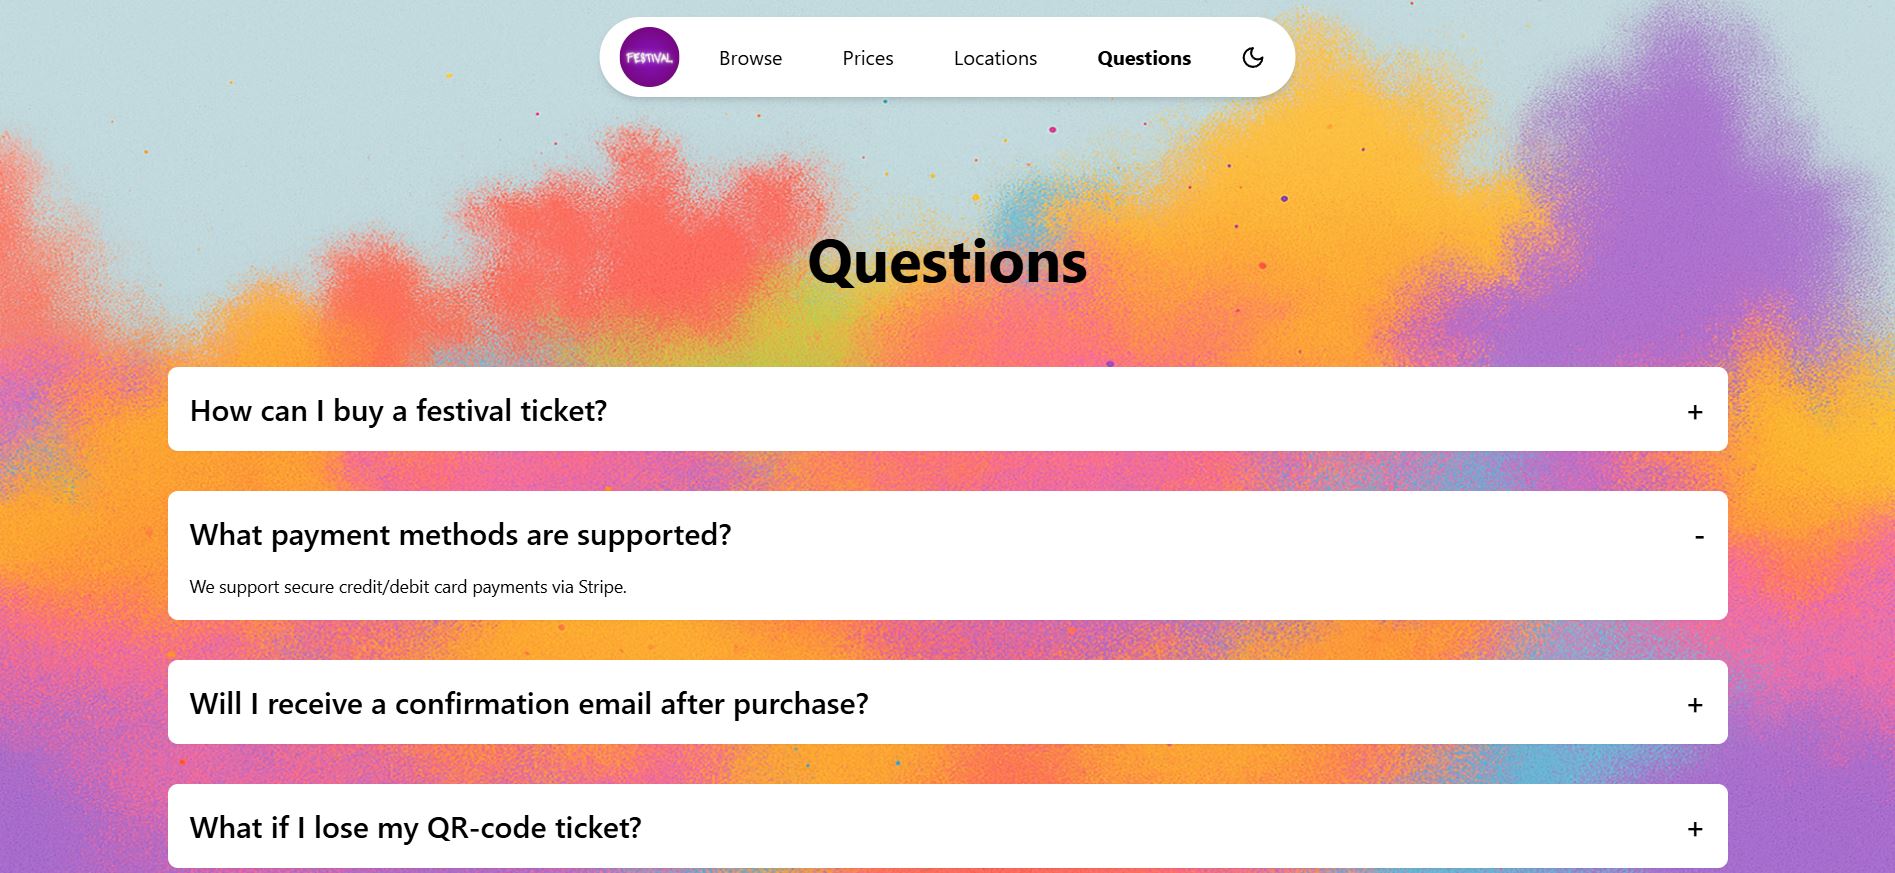 FESTIVAL
Browse
Prices
Locations
Questions
Questions
How can I buy a festival ticket?
+
What payment methods are supported?
-
We support secure credit/debit card payments via Stripe.
Will I receive a confirmation email after purchase?
+
What if I lose my QR-code ticket?
+